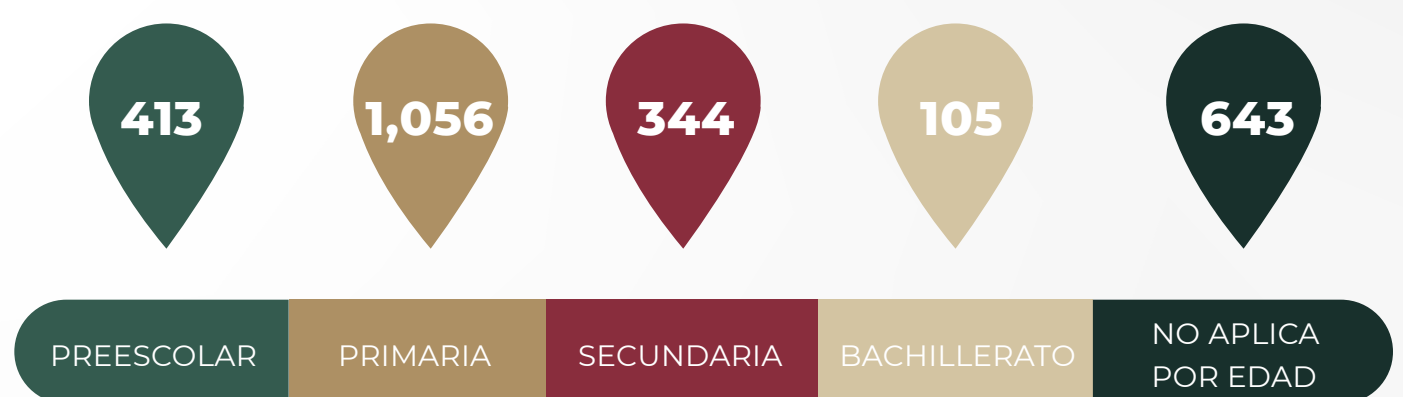 413
1,056
344
105
643
PREESCOLAR
PRIMARIA
SECUNDARIA
BACHILLERATO
NO APLICA
POR EDAD